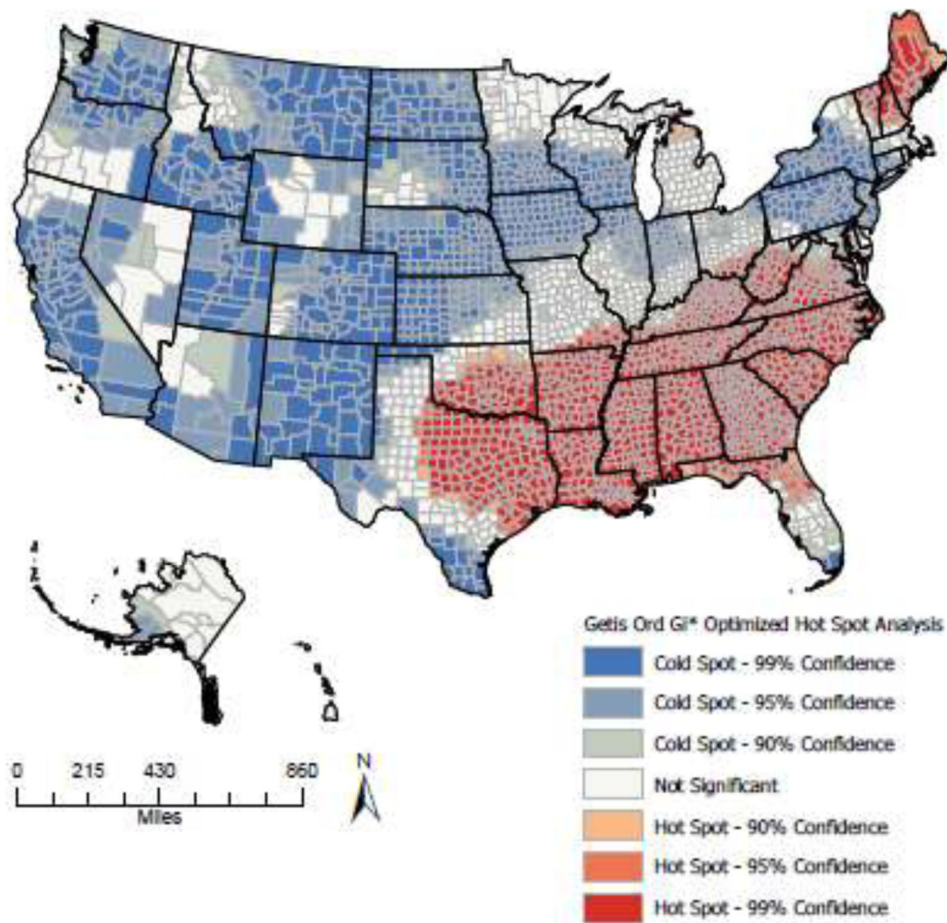 Getis Ord Gi* Optimized Hot Spot Analysis
Cold Spot - 99% Confidence
Cold Spot - 95% Confidence
Cold Spot - 90% Confidence
Not Significant
Hot Spot - 90% Confidence
Hot Spot - 95% Confidence
Hot Spot - 99% Confidence
N
0 215 430 860
Miles